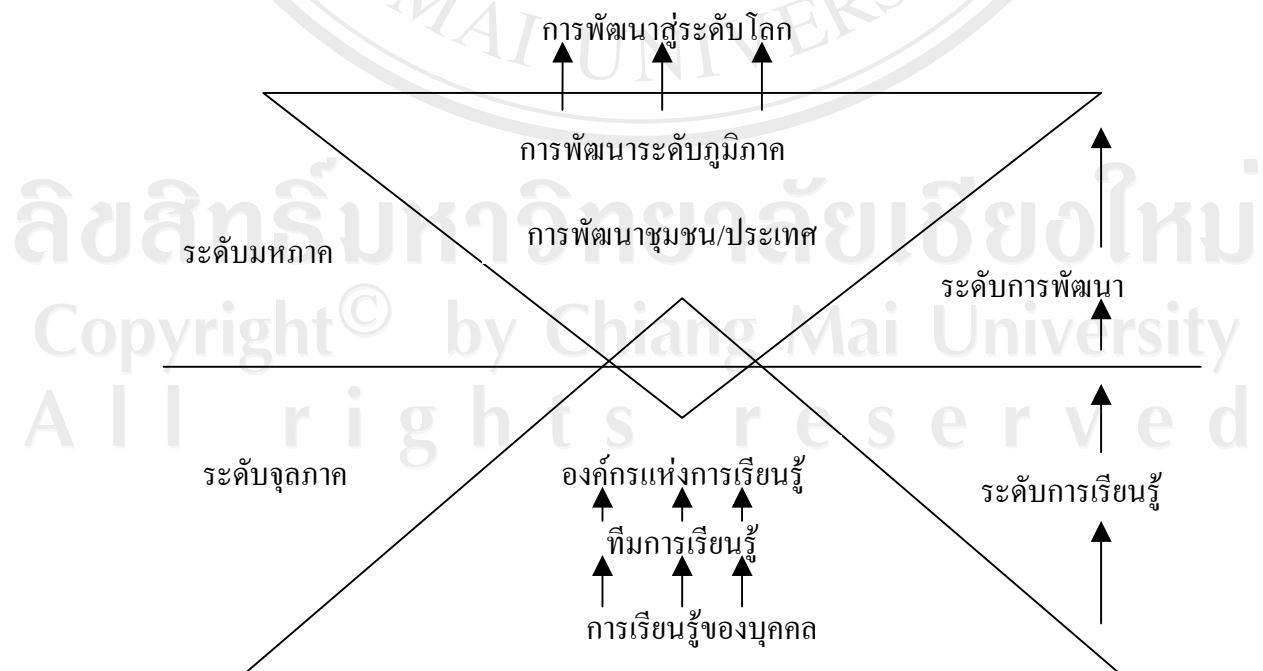 MAI UNIVERS
การพัฒนาสู่ระดับโลก
การพัฒนาระดับภูมิภาค
ลิขสิทธิ์มหาวิทยาลัยเชียงใหม่
การพัฒนาชุมชน/ประเทศ
ระดับมหภาค
ระดับการพัฒนา
Copyright© by Chiang Mai University
All rights reserved
ระดับจุลภาค
องค์กรแห่งการเรียนรู้
ระดับการเรียนรู้
ทีมการเรียนรู้
การเรียนรู้ของบุคคล